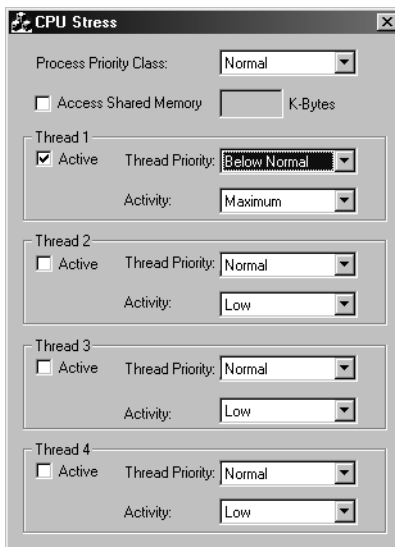 CPU Stress
Process Priority Class: Normal
Access Shared Memory K-Bytes
Thread 1
Active Thread Priority: Below Normal
Activity: Maximum
Thread 2
Active Thread Priority: Normal
Activity: Low
Thread 3
Active Thread Priority: Normal
Activity: Low
Thread 4
Active Thread Priority: Normal
Activity: Low